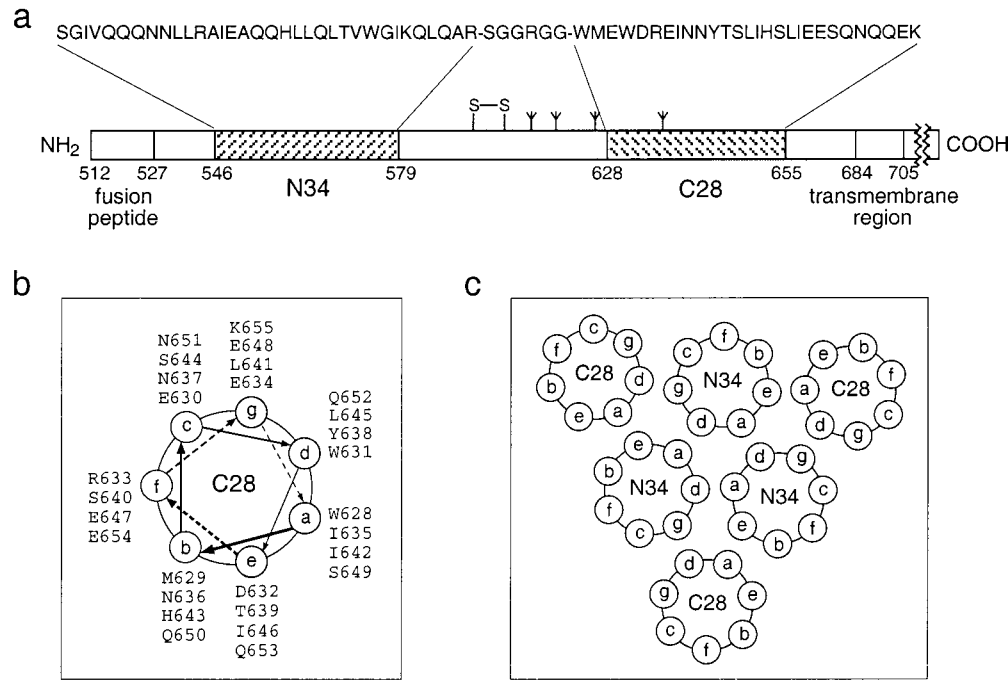 a
SGIVQQQNNLLRAIEAQQHLLQLTVWGIKQLQAR-SGGRGG-WMEWDREINNYTSLIHSLIEESQNQQEK
S—S
NH2
COOH
512 527 546 579 628 655 684 705
fusion
peptide
N34
C28
transmembrane
region
b
N651
S644
N637
E630
K655
E648
L641
E634
Q652
L645
Y638
W631
R633
S640
E647
E654
W628
I635
I642
S649
M629
N636
H643
Q650
D632
T639
I646
Q653
C28
g
c
d
f
a
b
e
c
C28
c
g
d
a
e
b
f
N34
f
b
e
a
d
g
c
C28
b
f
c
g
d
a
e
N34
e
a
d
g
c
f
b
N34
d
g
c
f
b
e
a
C28
d
a
e
b
f
c
g